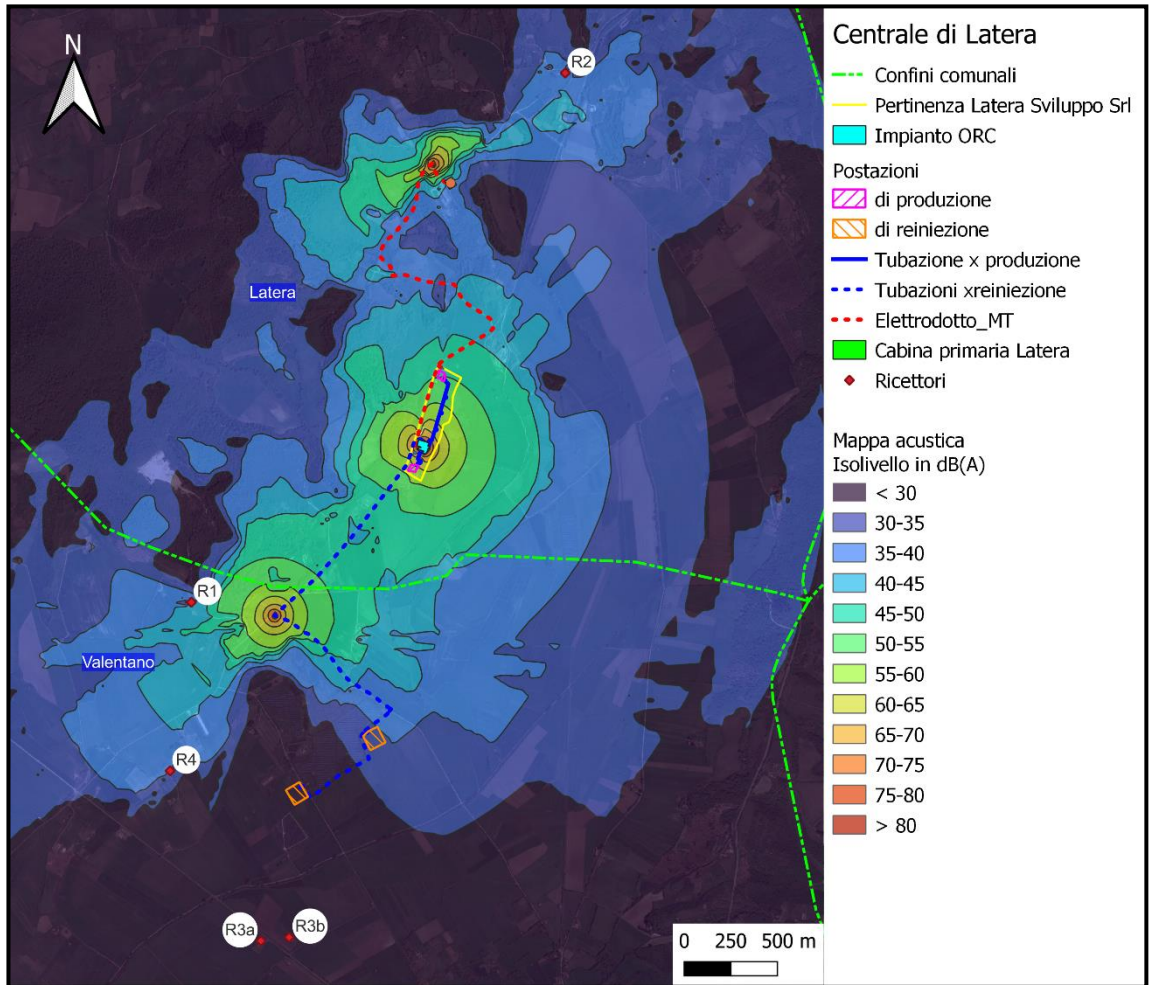 N
R2
Latera
R1
Valentano
R4
R3a
R3b
0 250 500 m
Centrale di Latera
Confini comunali
Pertinenza Latera Sviluppo Srl
Impianto ORC
Postazioni
di produzione
di reiniezione
Tubazione x produzione
Tubazioni xreiniezione
Elettrodotto_MT
Cabina primaria Latera
Ricettori
Mappa acustica
Isolivello in dB(A)
< 30
30-35
35-40
40-45
45-50
50-55
55-60
60-65
65-70
70-75
75-80
> 80